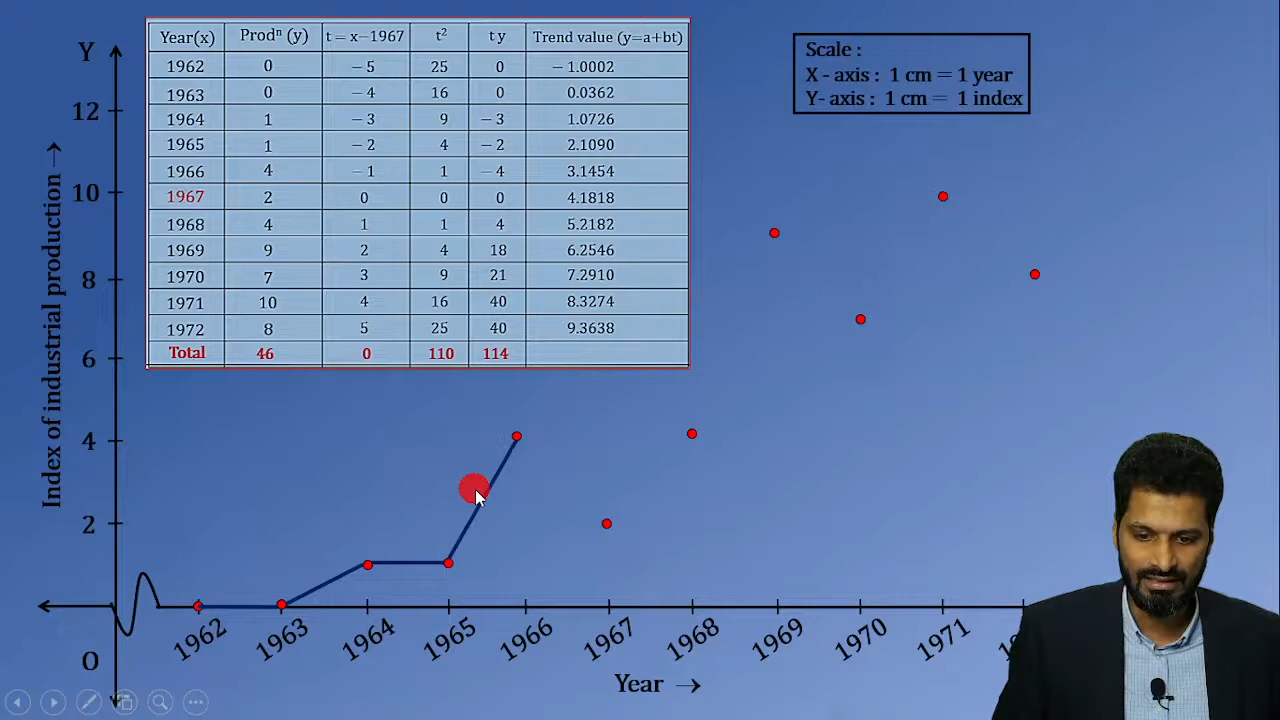 Year(x) Prodⁿ (y) t = x−1967 t² t y Trend value (y=a+bt)
1962 0 −5 25 0 −1.0002
1963 0 −4 16 0 0.0362
1964 1 −3 9 −3 1.0726
1965 1 −2 4 −2 2.1090
1966 4 −1 1 −4 3.1454
1967 2 0 0 0 4.1818
1968 4 1 1 4 5.2182
1969 9 2 4 18 6.2546
1970 7 3 9 21 7.2910
1971 10 4 16 40 8.3274
1972 8 5 25 40 9.3638
Total 46 0 110 114
Scale :
X - axis : 1 cm = 1 year
Y- axis : 1 cm = 1 index
Y
12
10
8
6
4
2
O
Index of industrial production →
1962 1963 1964 1965 1966 1967 1968 1969 1970 1971
Year →